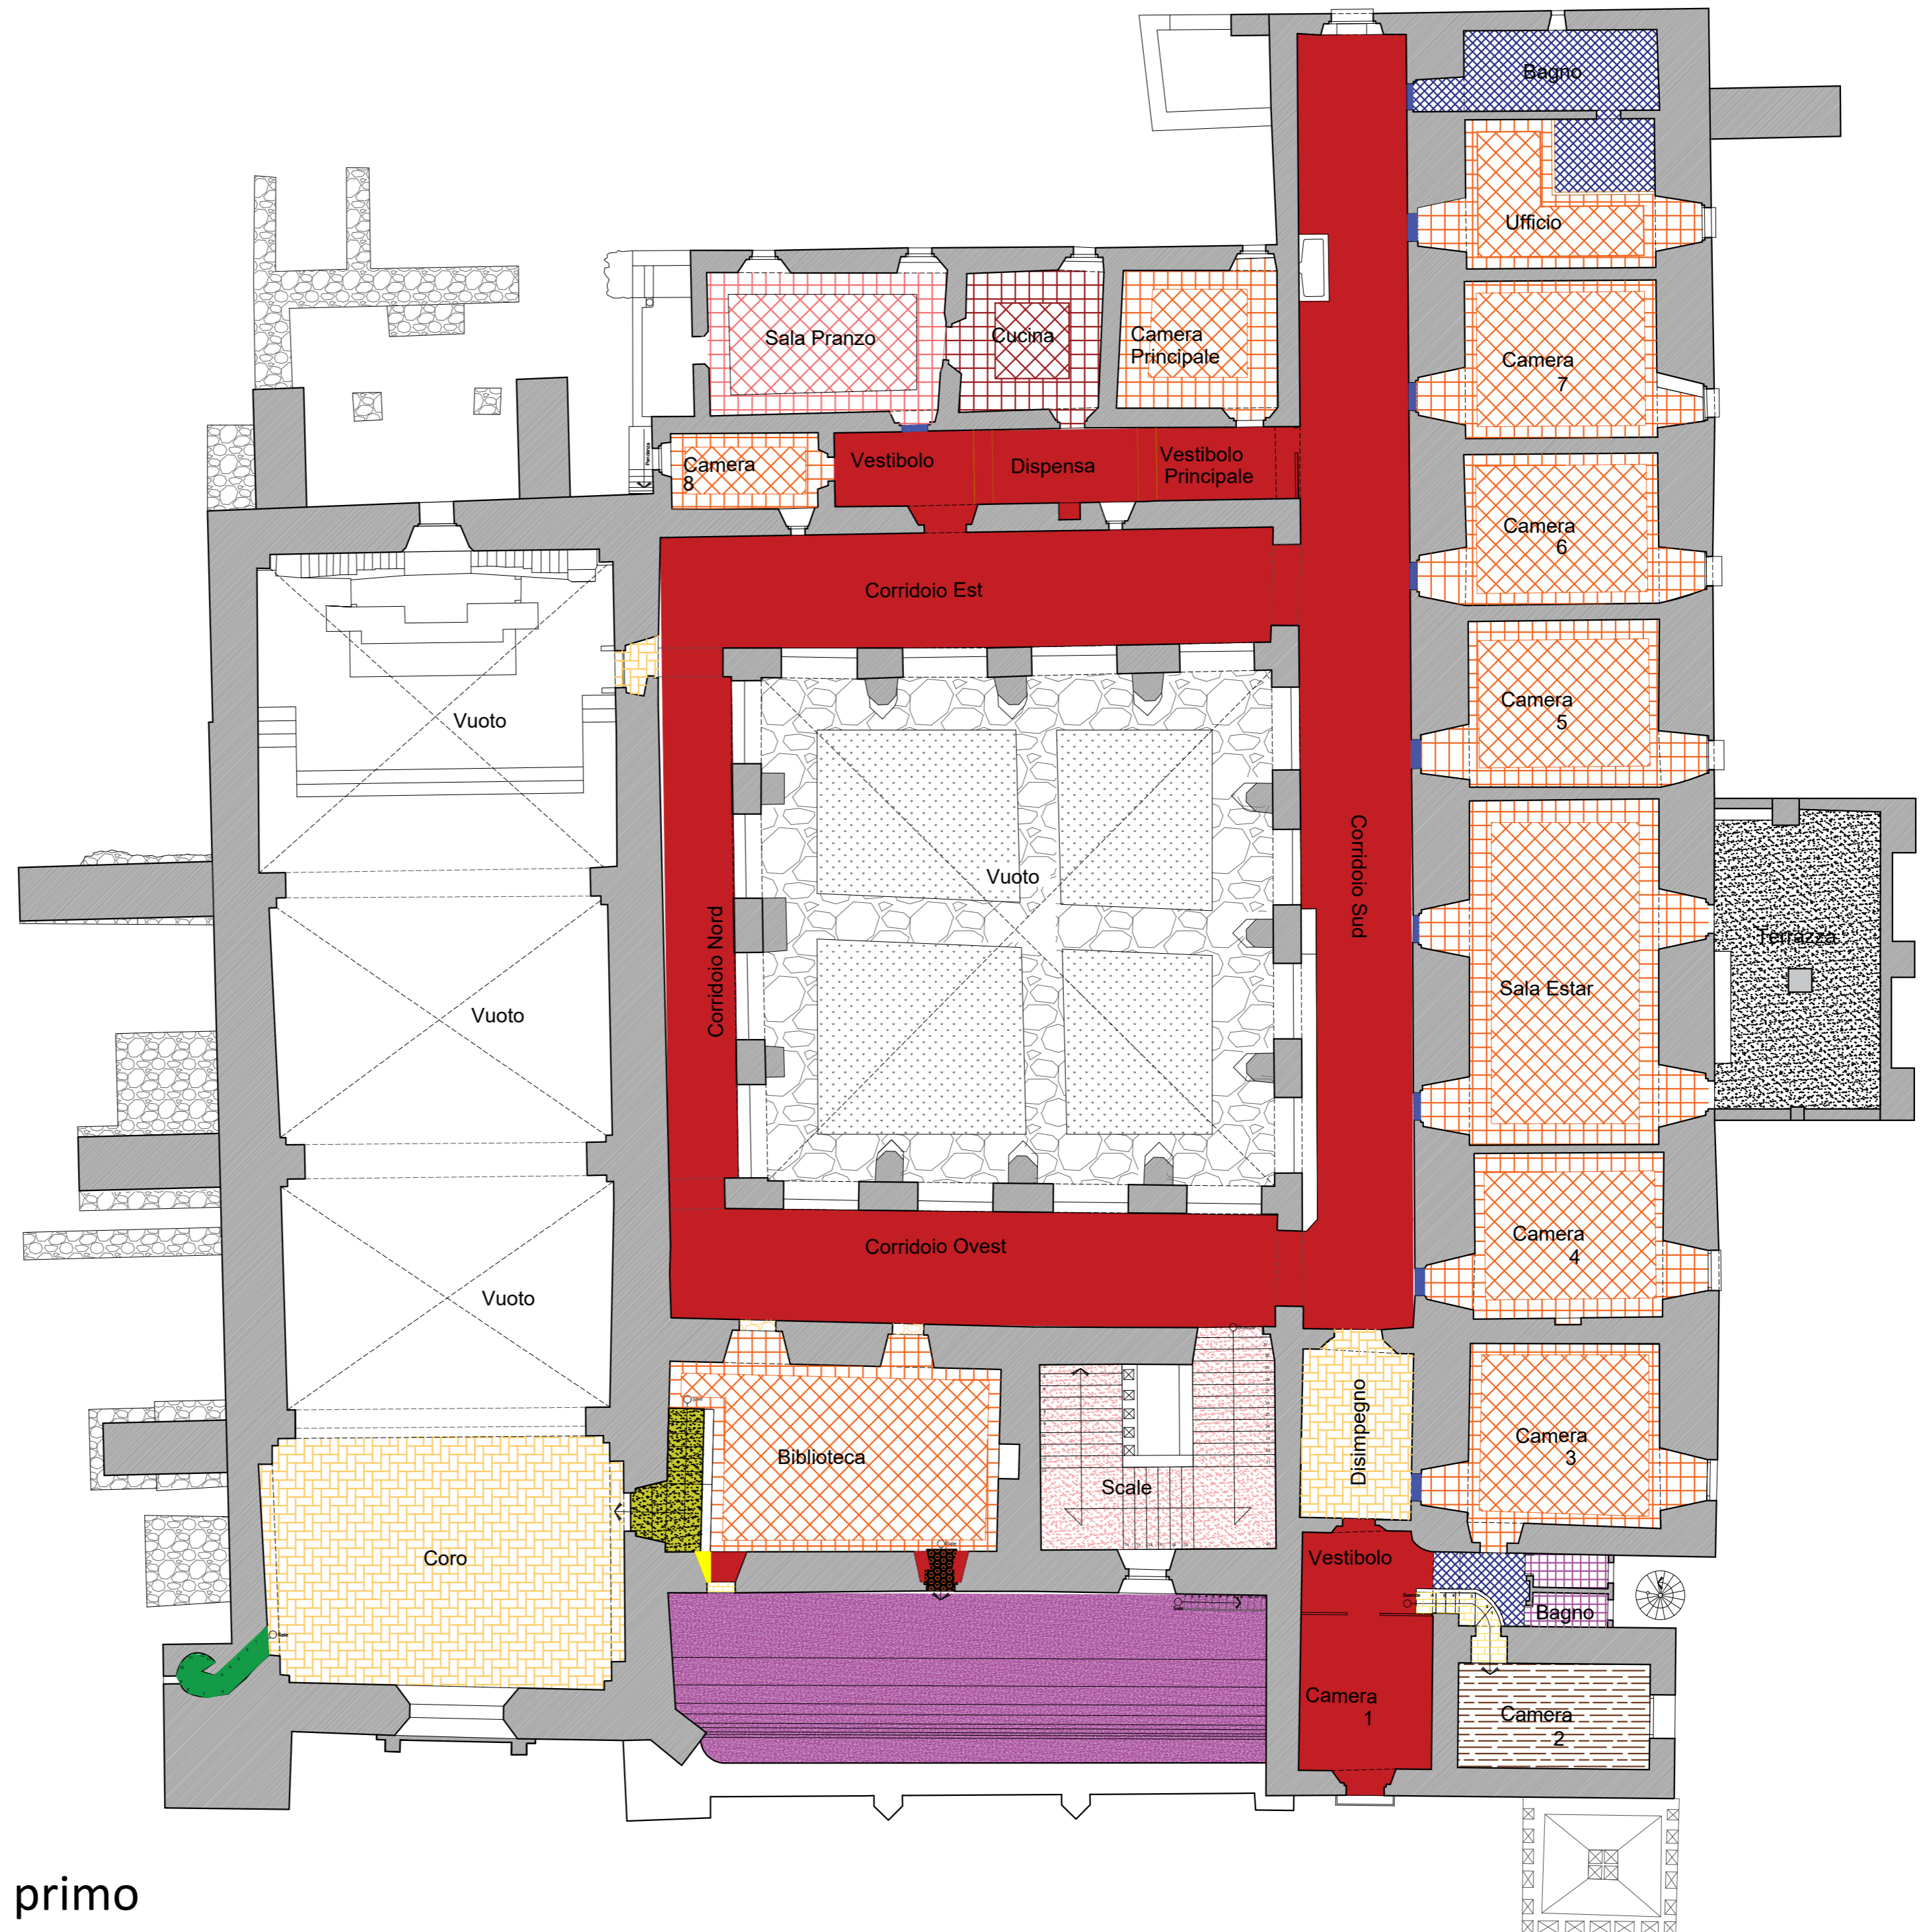 Bagno
Ufficio
Sala Pranzo
Cucina
Camera
Principale
Camera
7
Vestibolo
Dispensa
Vestibolo
Principale
Camera
8
Camera
6
Corridoio Est
Camera
5
Vuoto
Vuoto
Corridoio Sud
Corridoio Nord
Terrazza
Sala Estar
Vuoto
Camera
4
Corridoio Ovest
Vuoto
Disimpegno
Camera
3
Biblioteca
Scale
Coro
Vestibolo
Bagno
Camera
1
Camera
2
primo